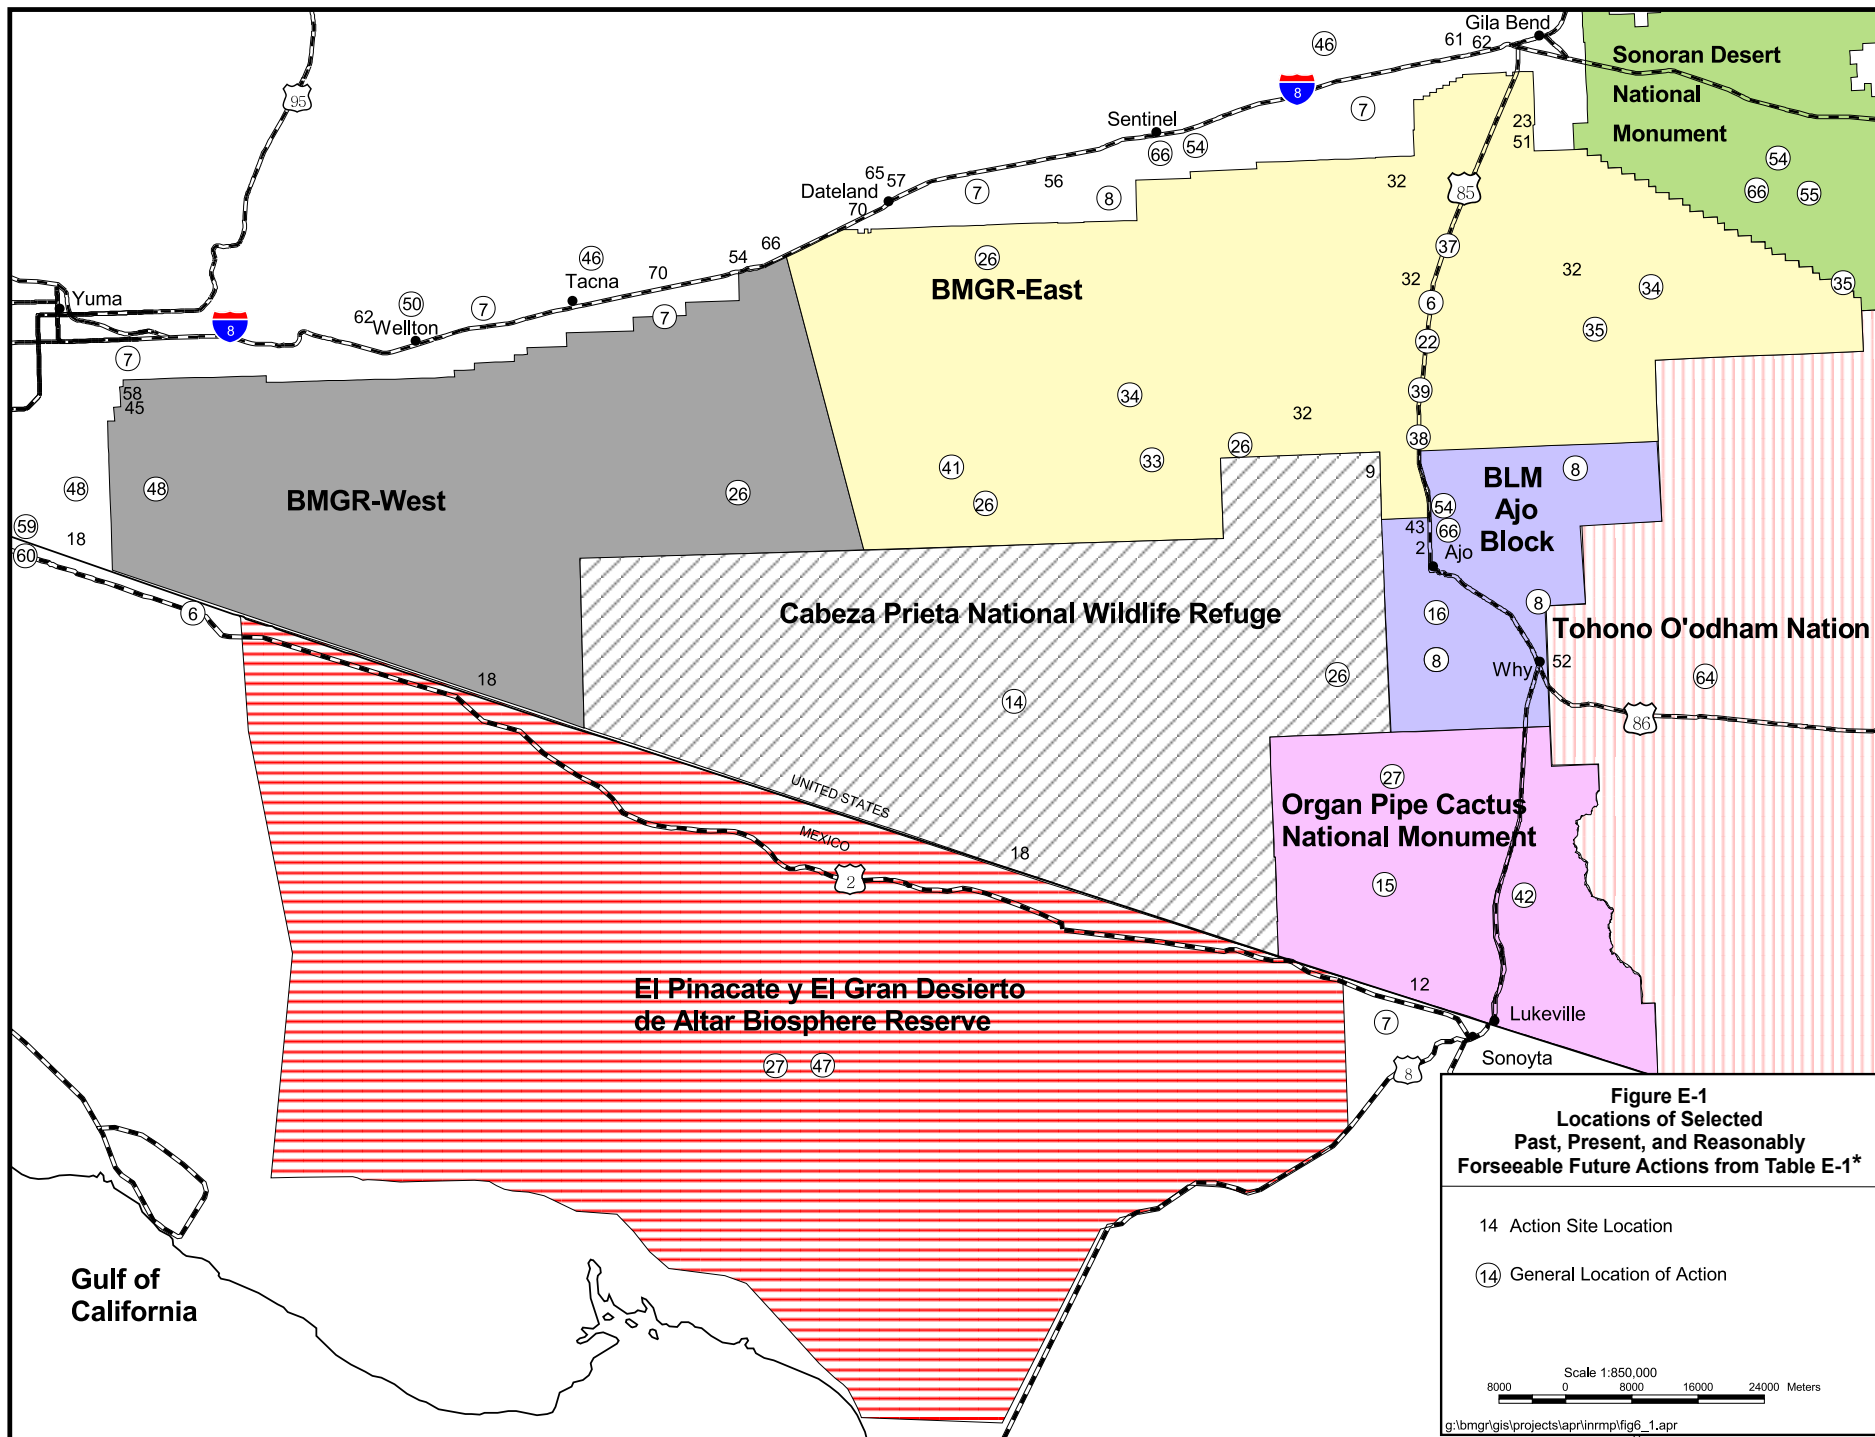 Gila Bend
61
62
46
Sonoran Desert
National
Monument
95
8
7
Sentinel
66
54
23
51
54
66
55
65
57
Dateland
70
7
56
8
32
85
37
66
54
46
Tacna
70
26
BMGR-East
32
32
34
35
6
Yuma
50
62
Wellton
7
7
8
7
22
35
58
45
34
32
39
38
26
41
33
9
8
BLM
Ajo
Block
48
48
BMGR-West
26
26
54
43
66
2
Ajo
59
18
60
6
Cabeza Prieta National Wildlife Refuge
16
8
8
Tohono O'odham Nation
Why
52
64
18
14
26
86
UNITED STATES
MEXICO
27
Organ Pipe Cactus
National Monument
18
2
15
42
El Pinacate y El Gran Desierto
de Altar Biosphere Reserve
27
47
12
7
Lukeville
Sonoyta
8
Gulf of
California
Figure E-1
Locations of Selected
Past, Present, and Reasonably
Forseeable Future Actions from Table E-1*
14 Action Site Location
14 General Location of Action
Scale 1:850,000
8000 0 8000 16000 24000 Meters
g:\bmgr\gis\projects\apr\inrmp\fig6_1.apr